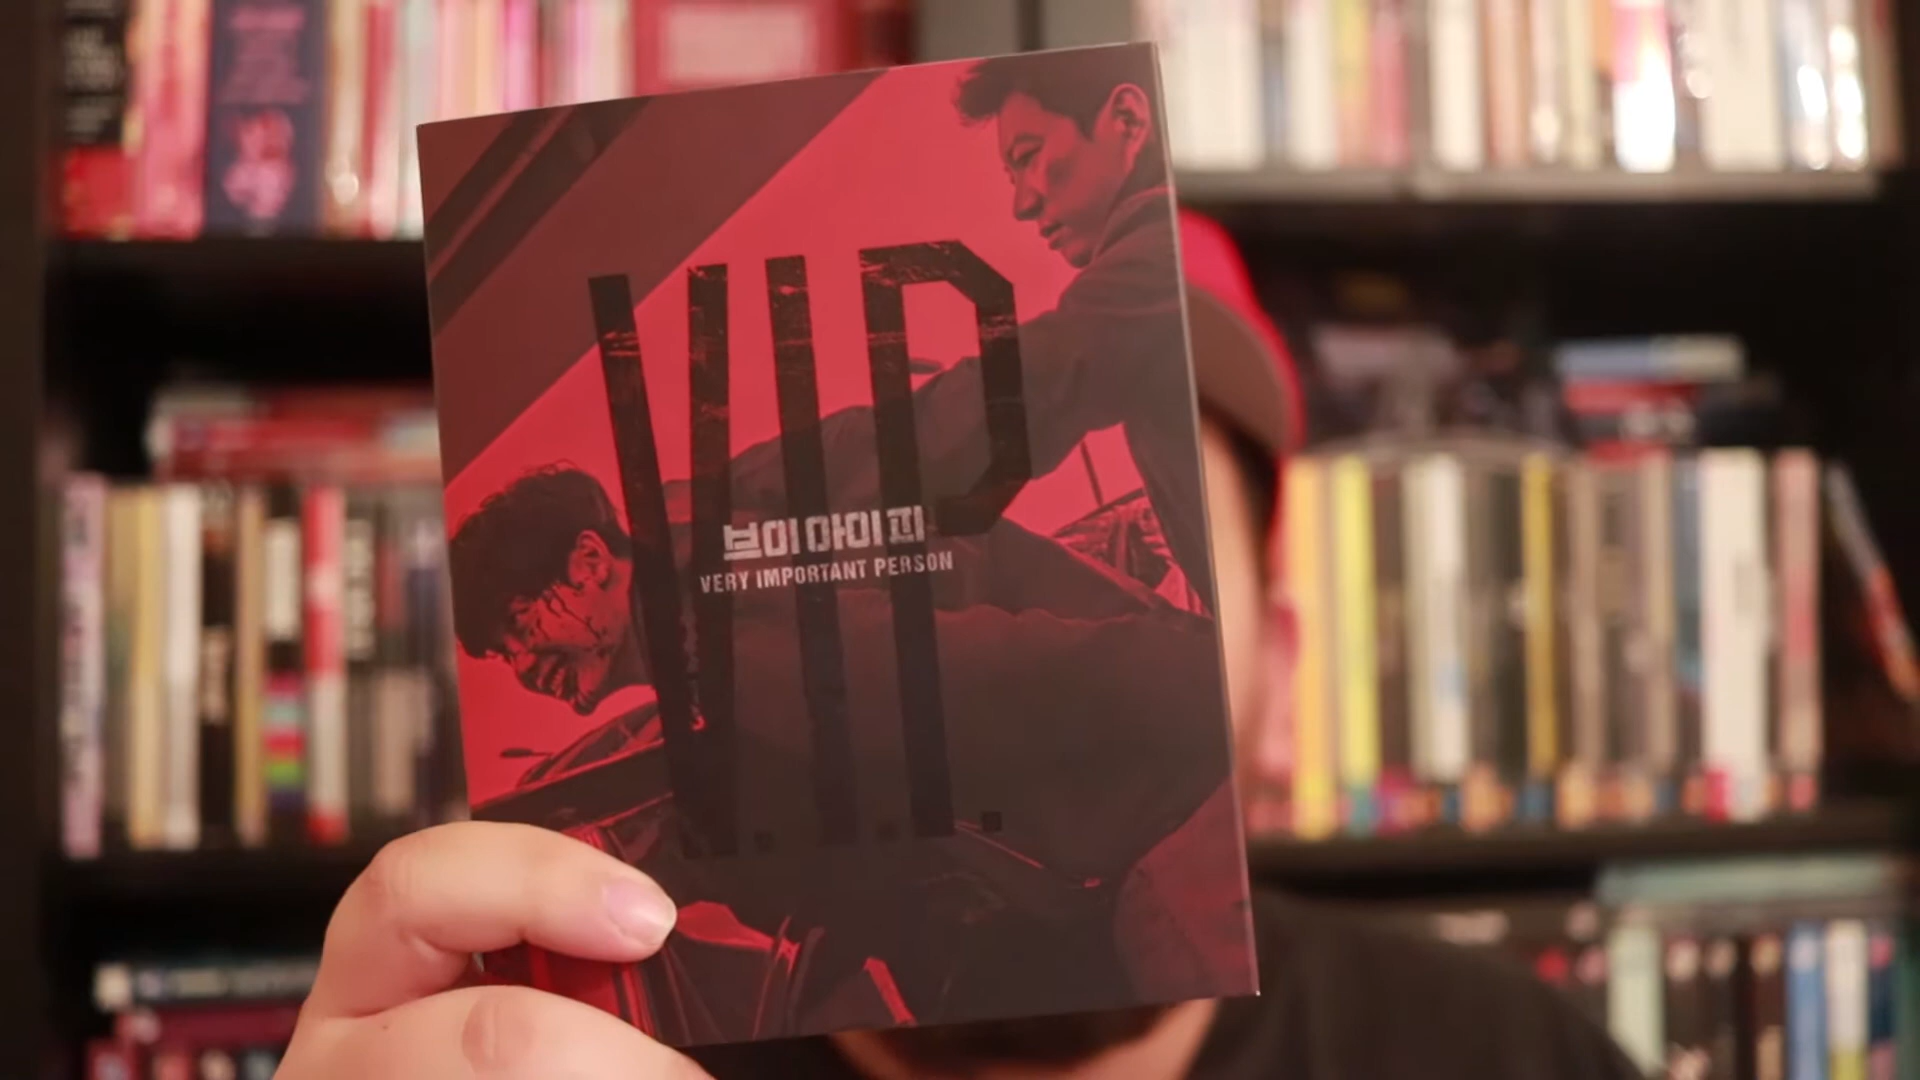 V.I.P.
브이아이피
VERY IMPORTANT PERSON